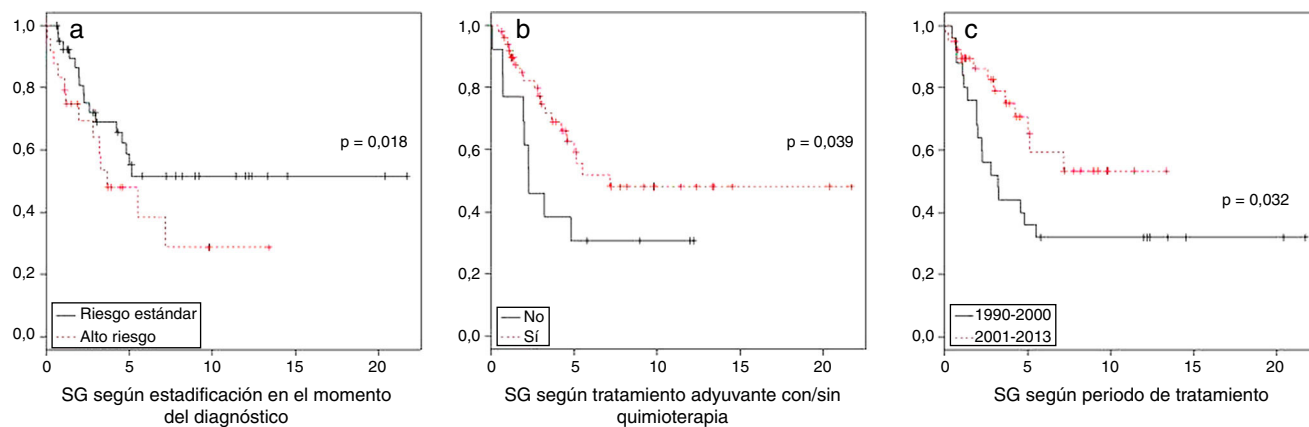 a
1,0
0,8
0,6
0,4
0,2
0,0
p = 0,018
Riesgo estándar
Alto riesgo
0 5 10 15 20
SG según estadificación en el momento
del diagnóstico
b
1,0
0,8
0,6
0,4
0,2
0,0
p = 0,039
No
Sí
0 5 10 15 20
SG según tratamiento adyuvante con/sin
quimioterapia
c
1,0
0,8
0,6
0,4
0,2
0,0
p = 0,032
1990-2000
2001-2013
0 5 10 15 20
SG según periodo de tratamiento